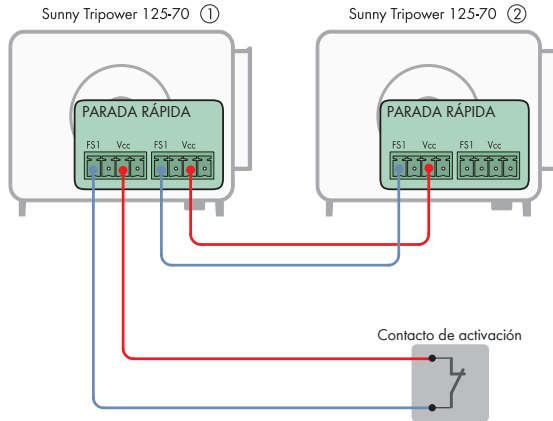 Sunny Tripower 125-70 ①
Sunny Tripower 125-70 ②
PARADA RÁPIDA
FS1 Vcc FS1 Vcc
PARADA RÁPIDA
FS1 Vcc FS1 Vcc
Contacto de activación